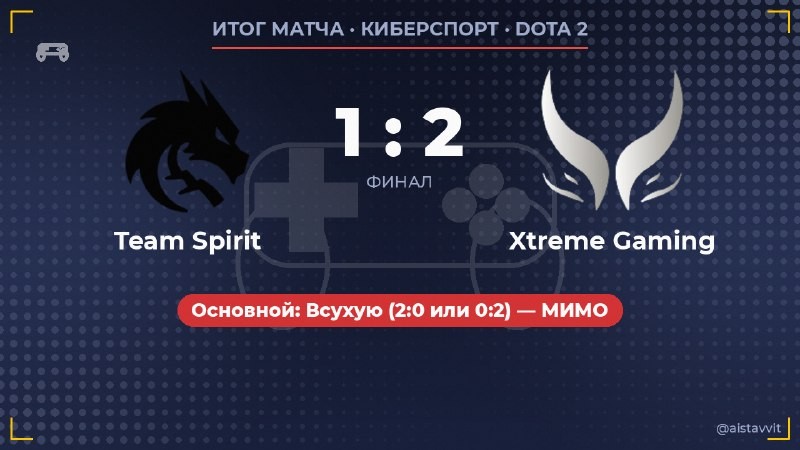 ИТОГ МАТЧА · КИБЕРСПОРТ · DOTA 2
1 : 2
ФИНАЛ
Team Spirit
Xtreme Gaming
Основной: Всухую (2:0 или 0:2) — МИМО
@aistavvit